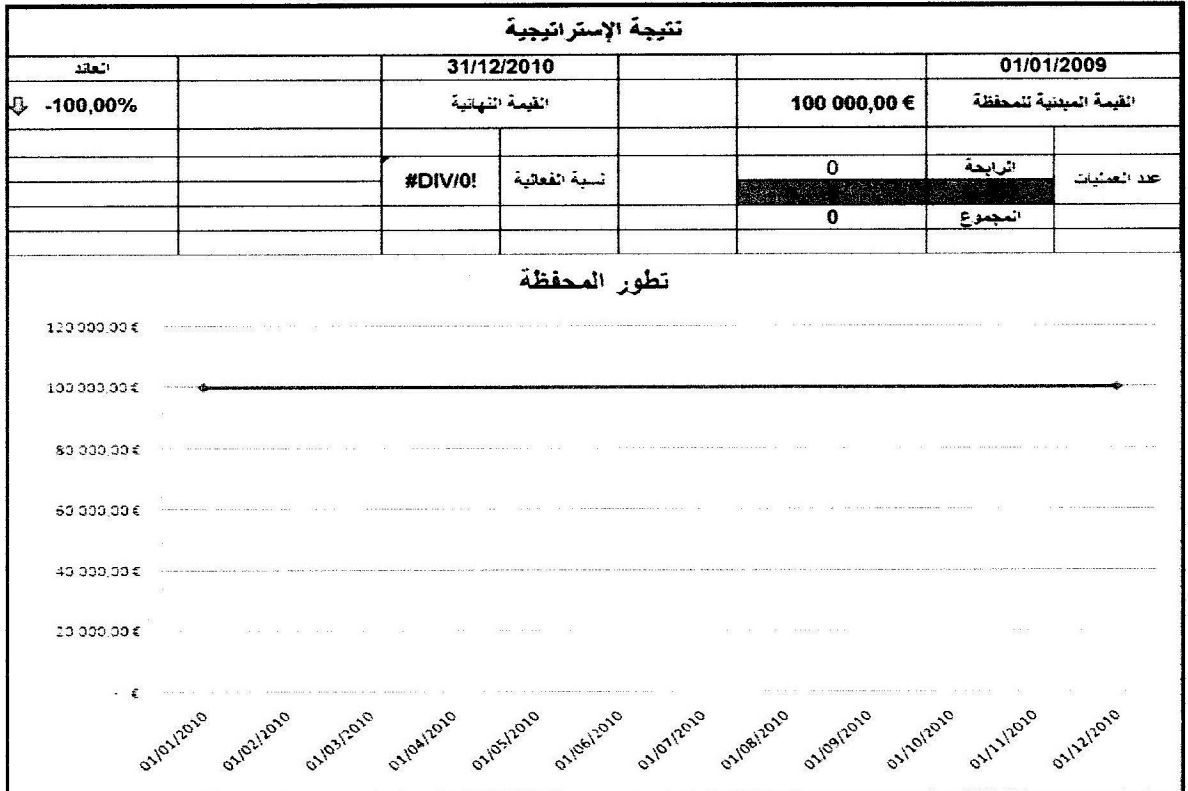 نتيجة الإستراتيجية
01/01/2009 31/12/2010 العائد
القيمة المبدئية للمحفظة 100 000,00 € القيمة النهائية -100,00%
عدد العمليات الرابحة 0 نسبة الفعالية #DIV/0!
المجموع 0
تطور المحفظة
120 000,00 €
100 000,00 €
80 000,00 €
60 000,00 €
40 000,00 €
20 000,00 €
- €
01/01/2010 01/02/2010 01/03/2010 01/04/2010 01/05/2010 01/06/2010 01/07/2010 01/08/2010 01/09/2010 01/10/2010 01/11/2010 01/12/2010